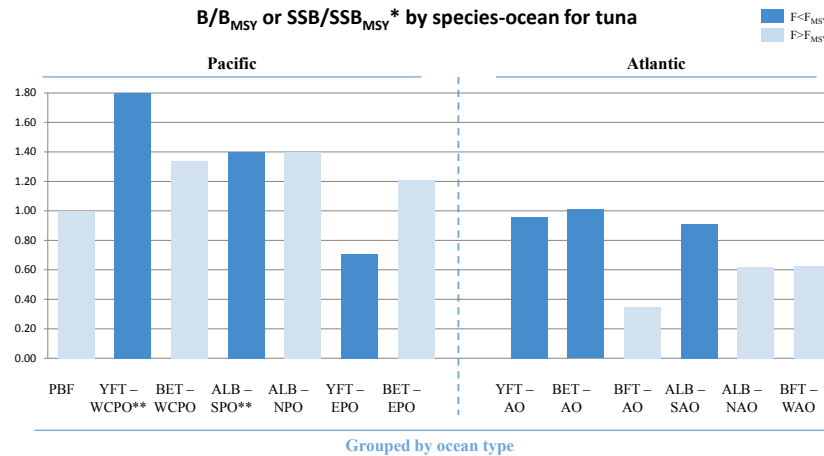 B/BMSY or SSB/SSBMSY* by species-ocean for tuna
F<FMSY
F>FMSY
Pacific
Atlantic
1.80
1.60
1.40
1.20
1.00
0.80
0.60
0.40
0.20
0.00
PBF
YFT –
WCPO**
BET –
WCPO
ALB –
SPO**
ALB –
NPO
YFT –
EPO
BET –
EPO
YFT –
AO
BET –
AO
BFT –
AO
ALB –
SAO
ALB –
NAO
BFT –
WAO
Grouped by ocean type